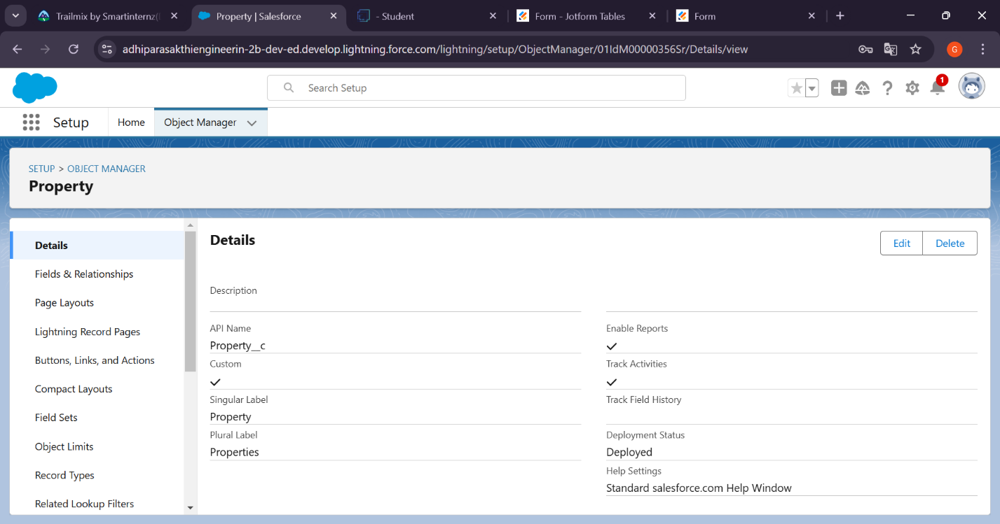 Trailmix by Smartinternz(
Property | Salesforce
- Student
Form - Jotform Tables
Form
adhiparasakthiengineerin-2b-dev-ed.develop.lightning.force.com/lightning/setup/ObjectManager/01IdM00000356Sr/Details/view
G
Search Setup
1
Setup
Home
Object Manager
SETUP > OBJECT MANAGER
Property
Details
Fields & Relationships
Page Layouts
Lightning Record Pages
Buttons, Links, and Actions
Compact Layouts
Field Sets
Object Limits
Record Types
Related Lookup Filters
Details
Edit
Delete
Description
API Name
Property__c
Custom
Singular Label
Property
Plural Label
Properties
Enable Reports
Track Activities
Track Field History
Deployment Status
Deployed
Help Settings
Standard salesforce.com Help Window